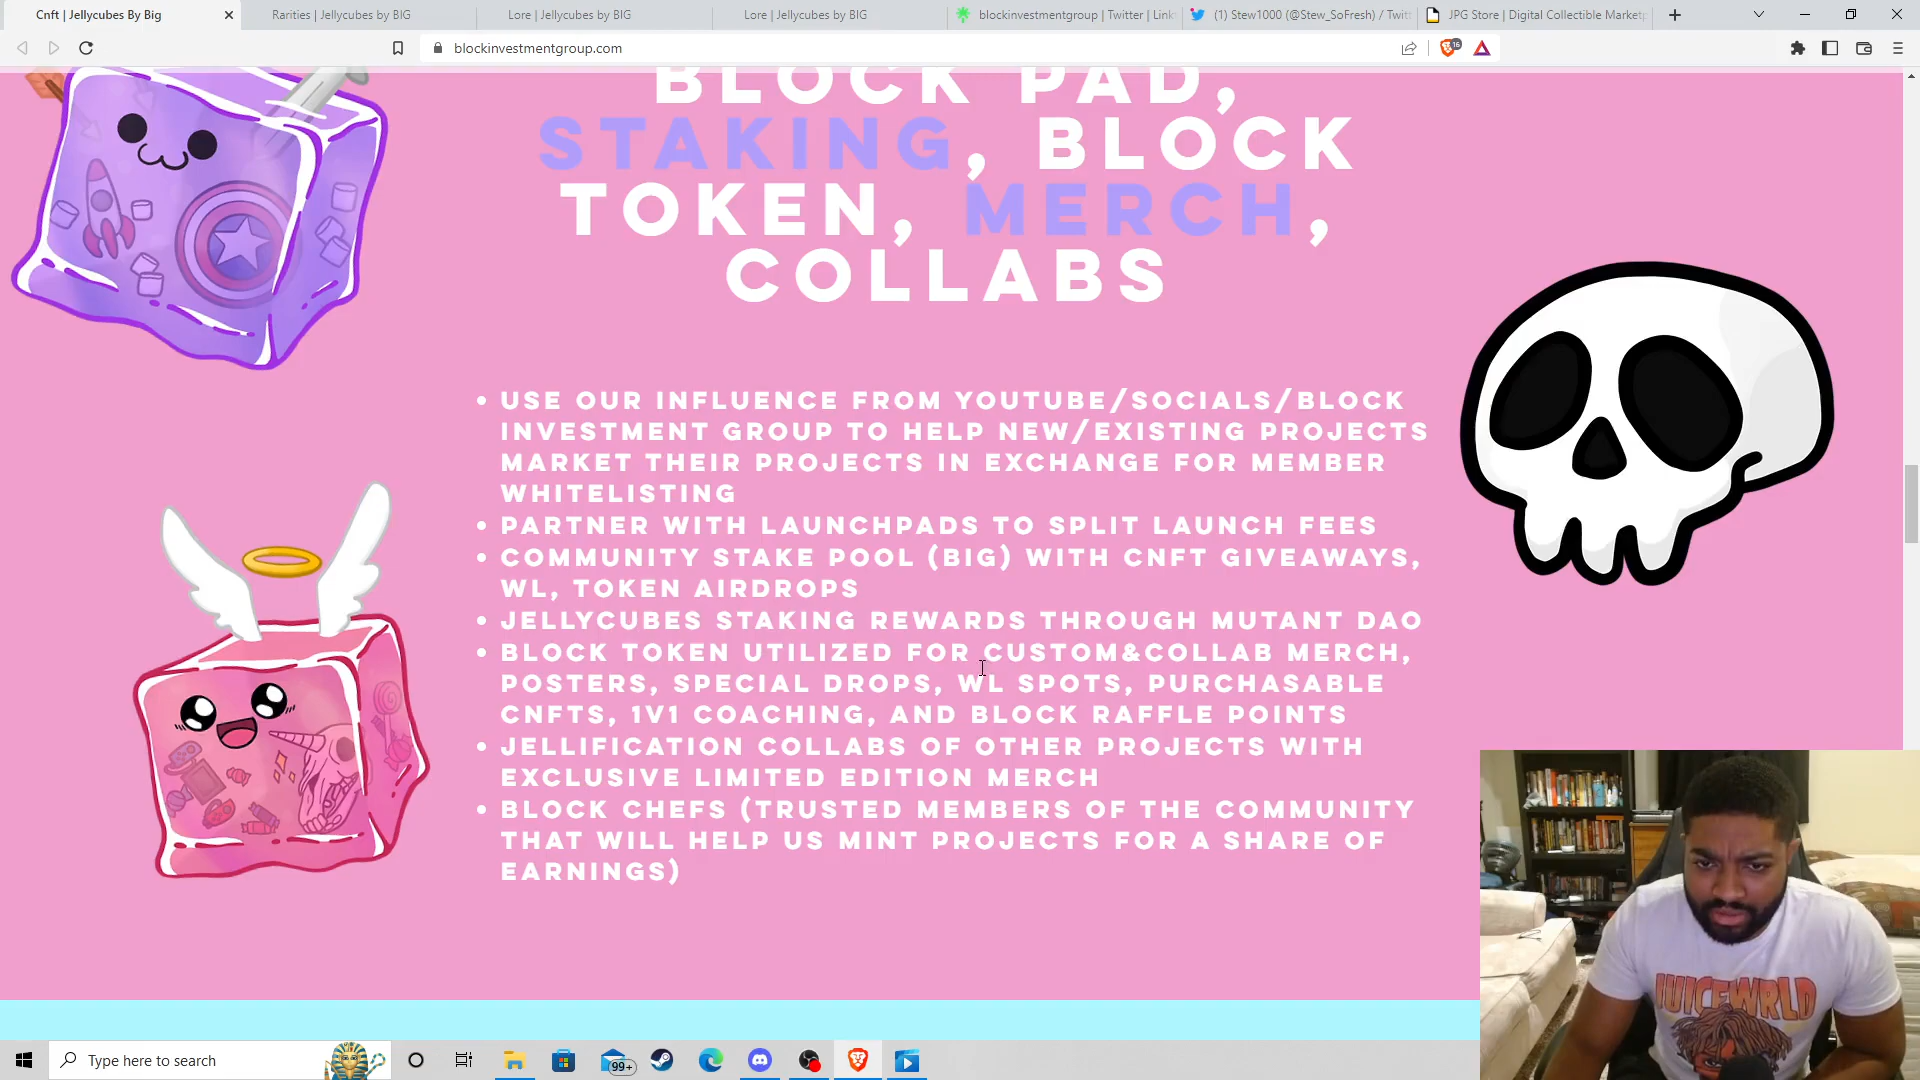 Cnft | Jellycubes By Big
Rarities | Jellycubes by BIG
Lore | Jellycubes by BIG
Lore | Jellycubes by BIG
blockinvestmentgroup | Twitter | Link
(1) Stew1000 (@Stew_SoFresh) / Twitt
JPG Store | Digital Collectible Market
blockinvestmentgroup.com
16
BLOCK PAD,
STAKING, BLOCK
TOKEN, MERCH,
COLLABS
• USE OUR INFLUENCE FROM YOUTUBE/SOCIALS/BLOCK
INVESTMENT GROUP TO HELP NEW/EXISTING PROJECTS
MARKET THEIR PROJECTS IN EXCHANGE FOR MEMBER
WHITELISTING
• PARTNER WITH LAUNCHPADS TO SPLIT LAUNCH FEES
• COMMUNITY STAKE POOL (BIG) WITH CNFT GIVEAWAYS,
WL, TOKEN AIRDROPS
• JELLYCUBES STAKING REWARDS THROUGH MUTANT DAO
• BLOCK TOKEN UTILIZED FOR CUSTOM&COLLAB MERCH,
POSTERS, SPECIAL DROPS, WL SPOTS, PURCHASABLE
CNFTS, 1V1 COACHING, AND BLOCK RAFFLE POINTS
• JELLIFICATION COLLABS OF OTHER PROJECTS WITH
EXCLUSIVE LIMITED EDITION MERCH
• BLOCK CHEFS (TRUSTED MEMBERS OF THE COMMUNITY
THAT WILL HELP US MINT PROJECTS FOR A SHARE OF
EARNINGS)
JUICEWRLD
Type here to search
99+